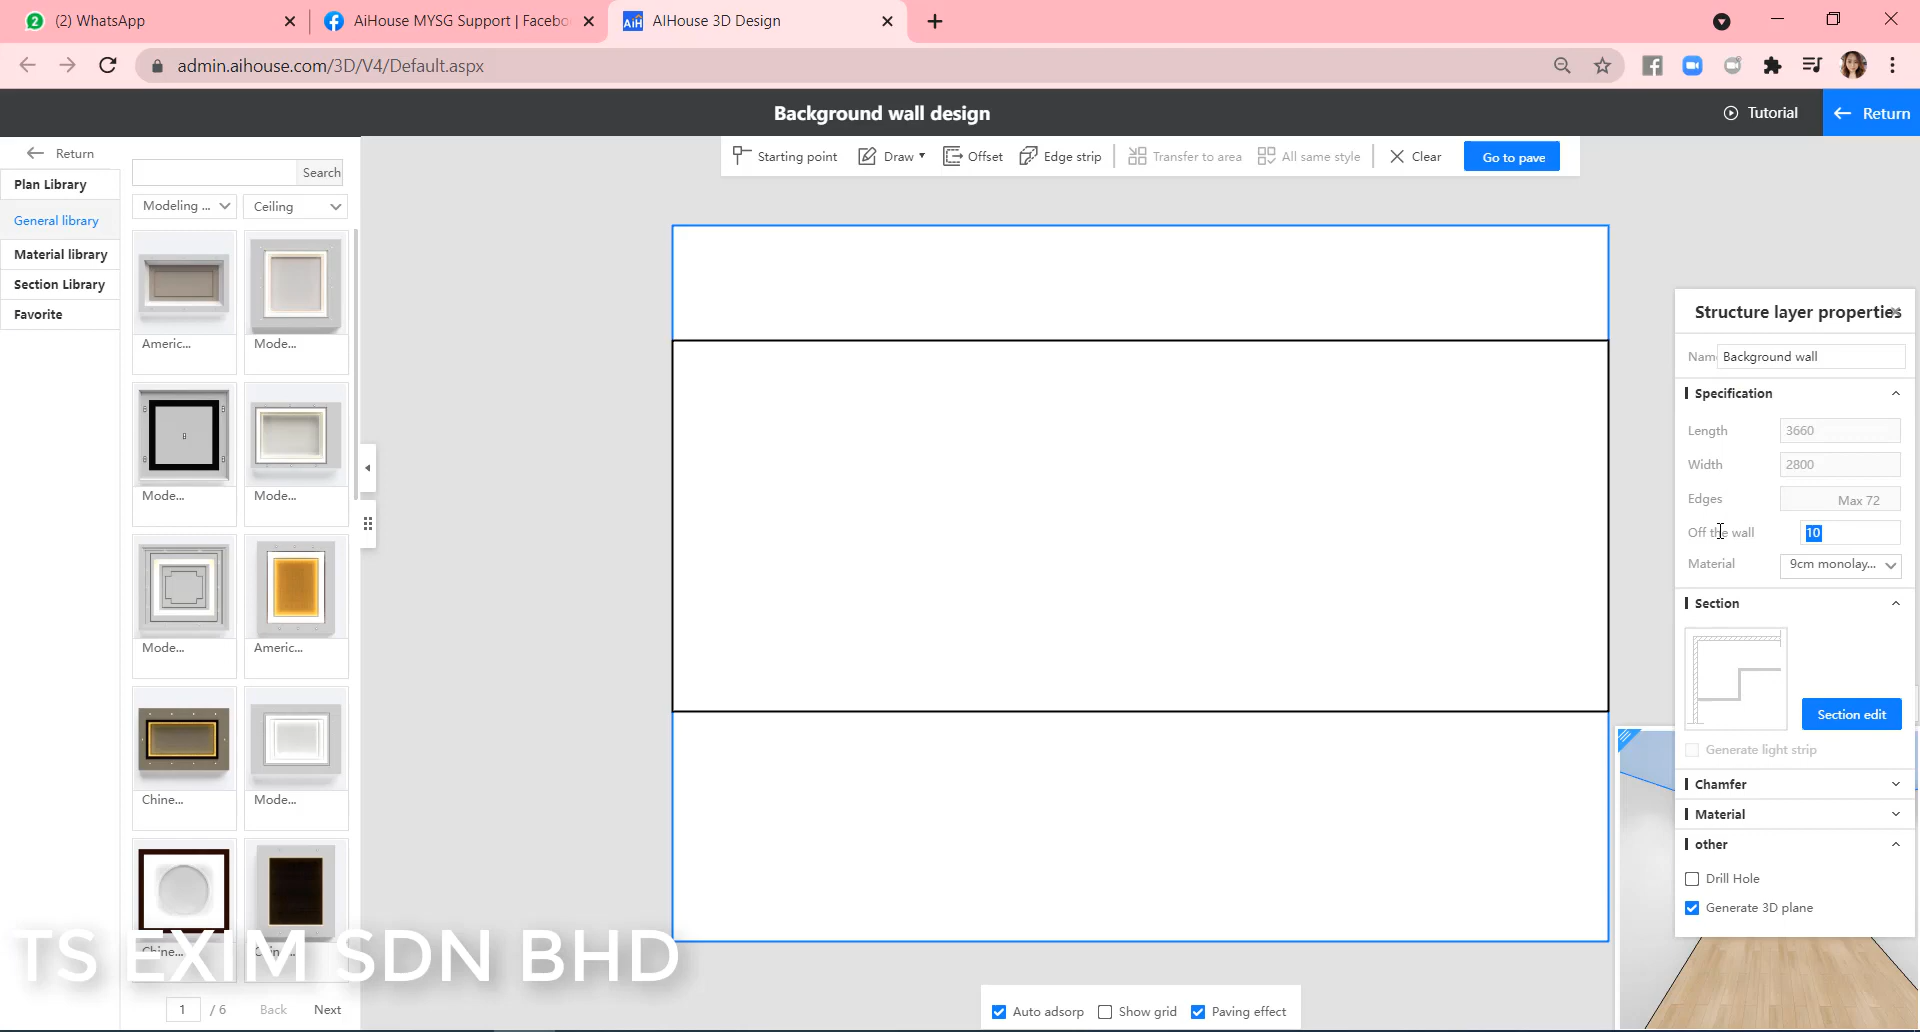 (2) WhatsApp
AiHouse MYSG Support | Facebo
AIHouse 3D Design
admin.aihouse.com/3D/V4/Default.aspx
Background wall design
Tutorial
Return
Return
Plan Library
General library
Material library
Section Library
Favorite
Search
Modeling ...
Ceiling
Americ...
Mode...
Mode...
Mode...
Mode...
Americ...
Chine...
Mode...
Chine...
1 / 6 Back Next
Starting point
Draw
Offset
Edge strip
Transfer to area
All same style
Clear
Go to pave
Structure layer properties
Nam Background wall
Specification
Length 3660
Width 2800
Edges Max 72
Off the wall 10
Material 9cm monolay...
Section
Section edit
Generate light strip
Chamfer
Material
other
Drill Hole
Generate 3D plane
Auto adsorp
Show grid
Paving effect
TS EXIM SDN BHD